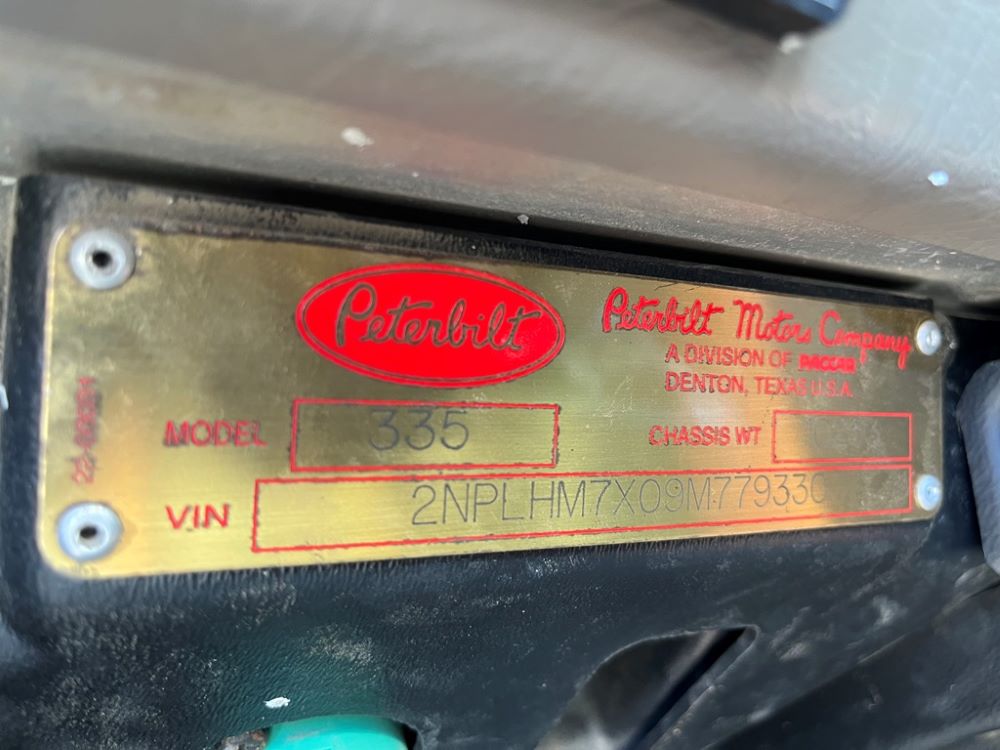 Peterbilt
Peterbilt Motors Company
A DIVISION OF PACCAR
DENTON, TEXAS U.S.A.
MODEL 335
CHASSIS WT
VIN 2NPLHM7X09M779330